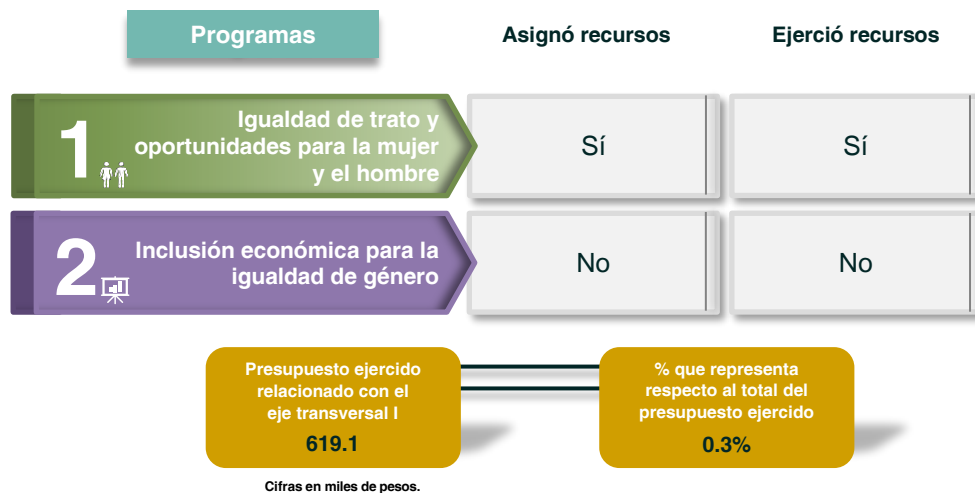 Programas
Asignó recursos
Ejerció recursos
1
Igualdad de trato y
oportunidades para la mujer
y el hombre
Sí
Sí
2
Inclusión económica para la
igualdad de género
No
No
Presupuesto ejercido
relacionado con el
eje transversal I
619.1
% que representa
respecto al total del
presupuesto ejercido
0.3%
Cifras en miles de pesos.